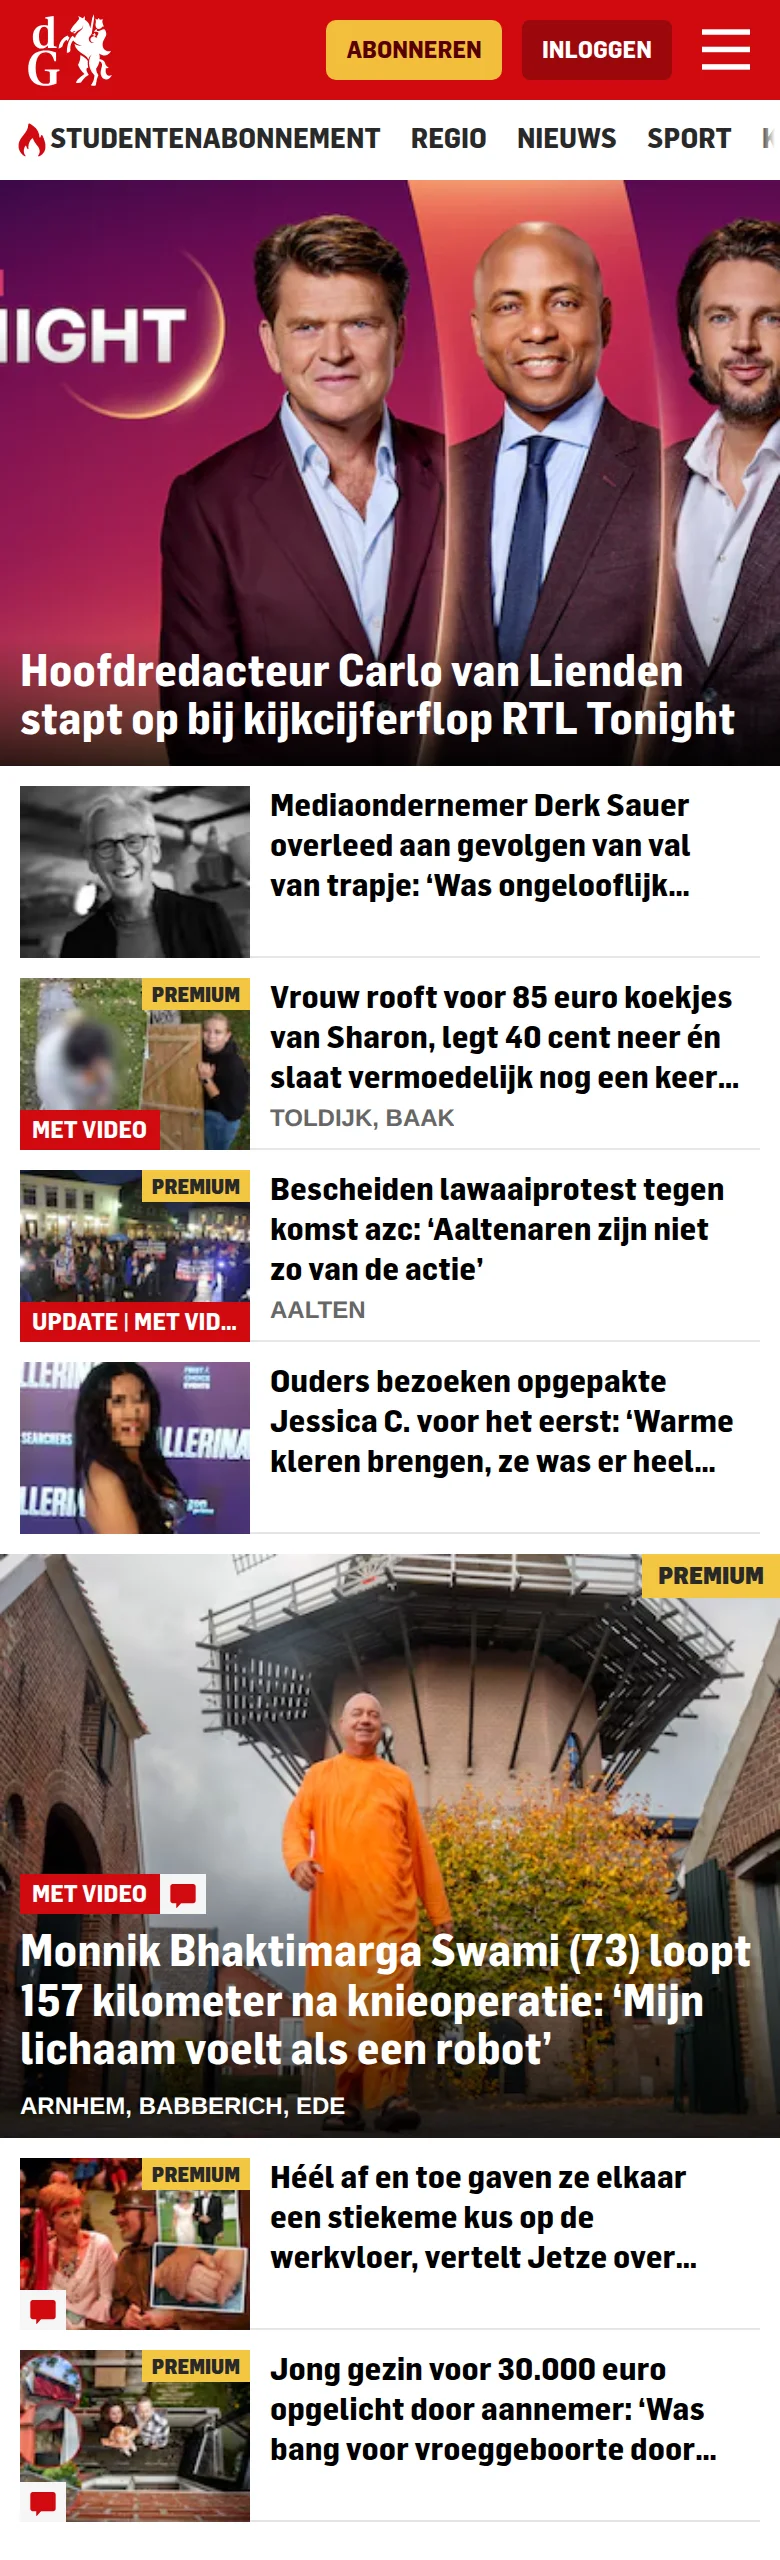 dG
ABONNEREN
INLOGGEN
STUDENTENABONNEMENT REGIO NIEUWS SPORT
IGHT
Hoofdredacteur Carlo van Lienden
stapt op bij kijkcijferflop RTL Tonight
Mediaondernemer Derk Sauer
overleed aan gevolgen van val
van trapje: ‘Was ongelooflijk...
PREMIUM
MET VIDEO
Vrouw rooft voor 85 euro koekjes
van Sharon, legt 40 cent neer én
slaat vermoedelijk nog een keer...
TOLDIJK, BAAK
PREMIUM
UPDATE | MET VID...
Bescheiden lawaaiprotest tegen
komst azc: ‘Aaltenaren zijn niet
zo van de actie’
AALTEN
LLERIN
FIRST
CHOICE
EVENTS
SEARCHERS
LLERINA
LLERI
Ouders bezoeken opgepakte
Jessica C. voor het eerst: ‘Warme
kleren brengen, ze was er heel...
PREMIUM
MET VIDEO
Monnik Bhaktimarga Swami (73) loopt
157 kilometer na knieoperatie: ‘Mijn
lichaam voelt als een robot’
ARNHEM, BABBERICH, EDE
PREMIUM
Héél af en toe gaven ze elkaar
een stiekeme kus op de
werkvloer, vertelt Jetze over...
PREMIUM
Jong gezin voor 30.000 euro
opgelicht door aannemer: ‘Was
bang voor vroeggeboorte door...